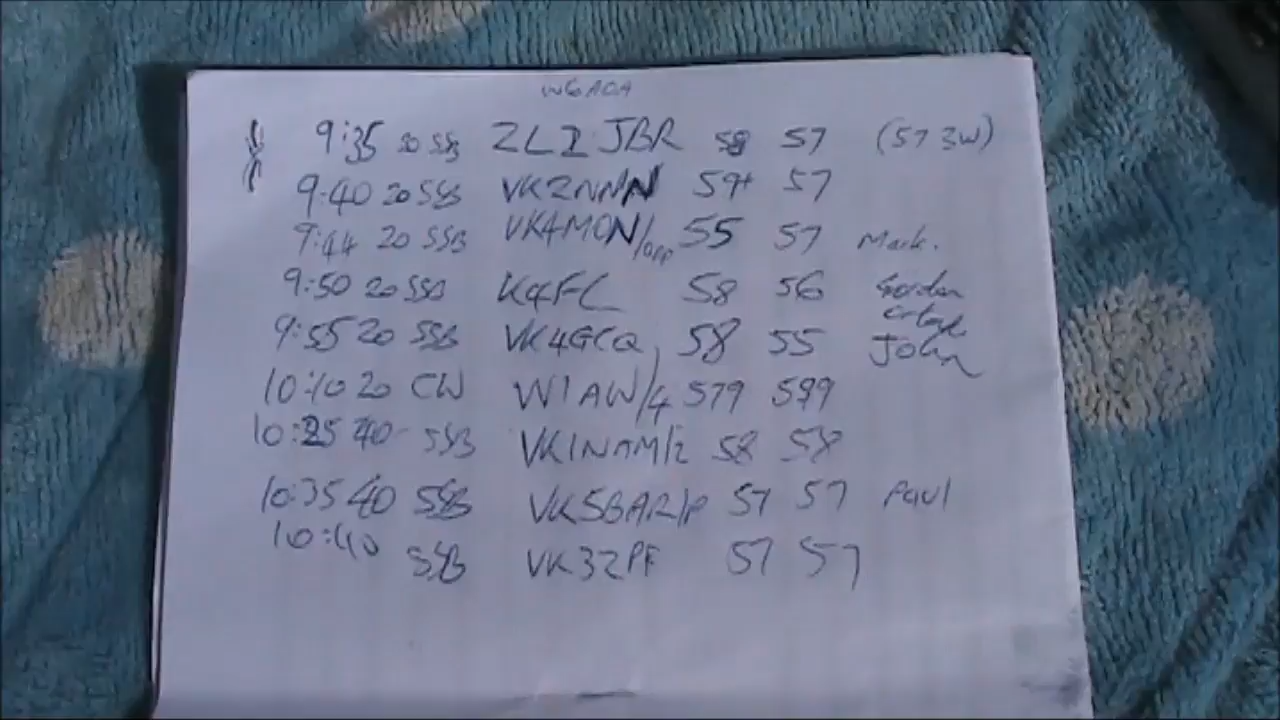 W6AOA
9:35 20 SSB ZL1JBR 58 57 (57 3W)
9.40 20 SSB VK2NNN 59+ 57
9:44 20 SSB VK4MON/QRP 55 57 Mark.
9:50 20 SSB K4FC 58 56 Gordon
9:55 20 SSB VK4GCQ, 58 55 John
10:10 20 CW W1AW/4 579 599
10:25 40 SSB VK1NAM/2 58 58
10:35 40 SSB VK5BAR/P 57 57 Paul
10:40 SSB VK3ZPF 57 57